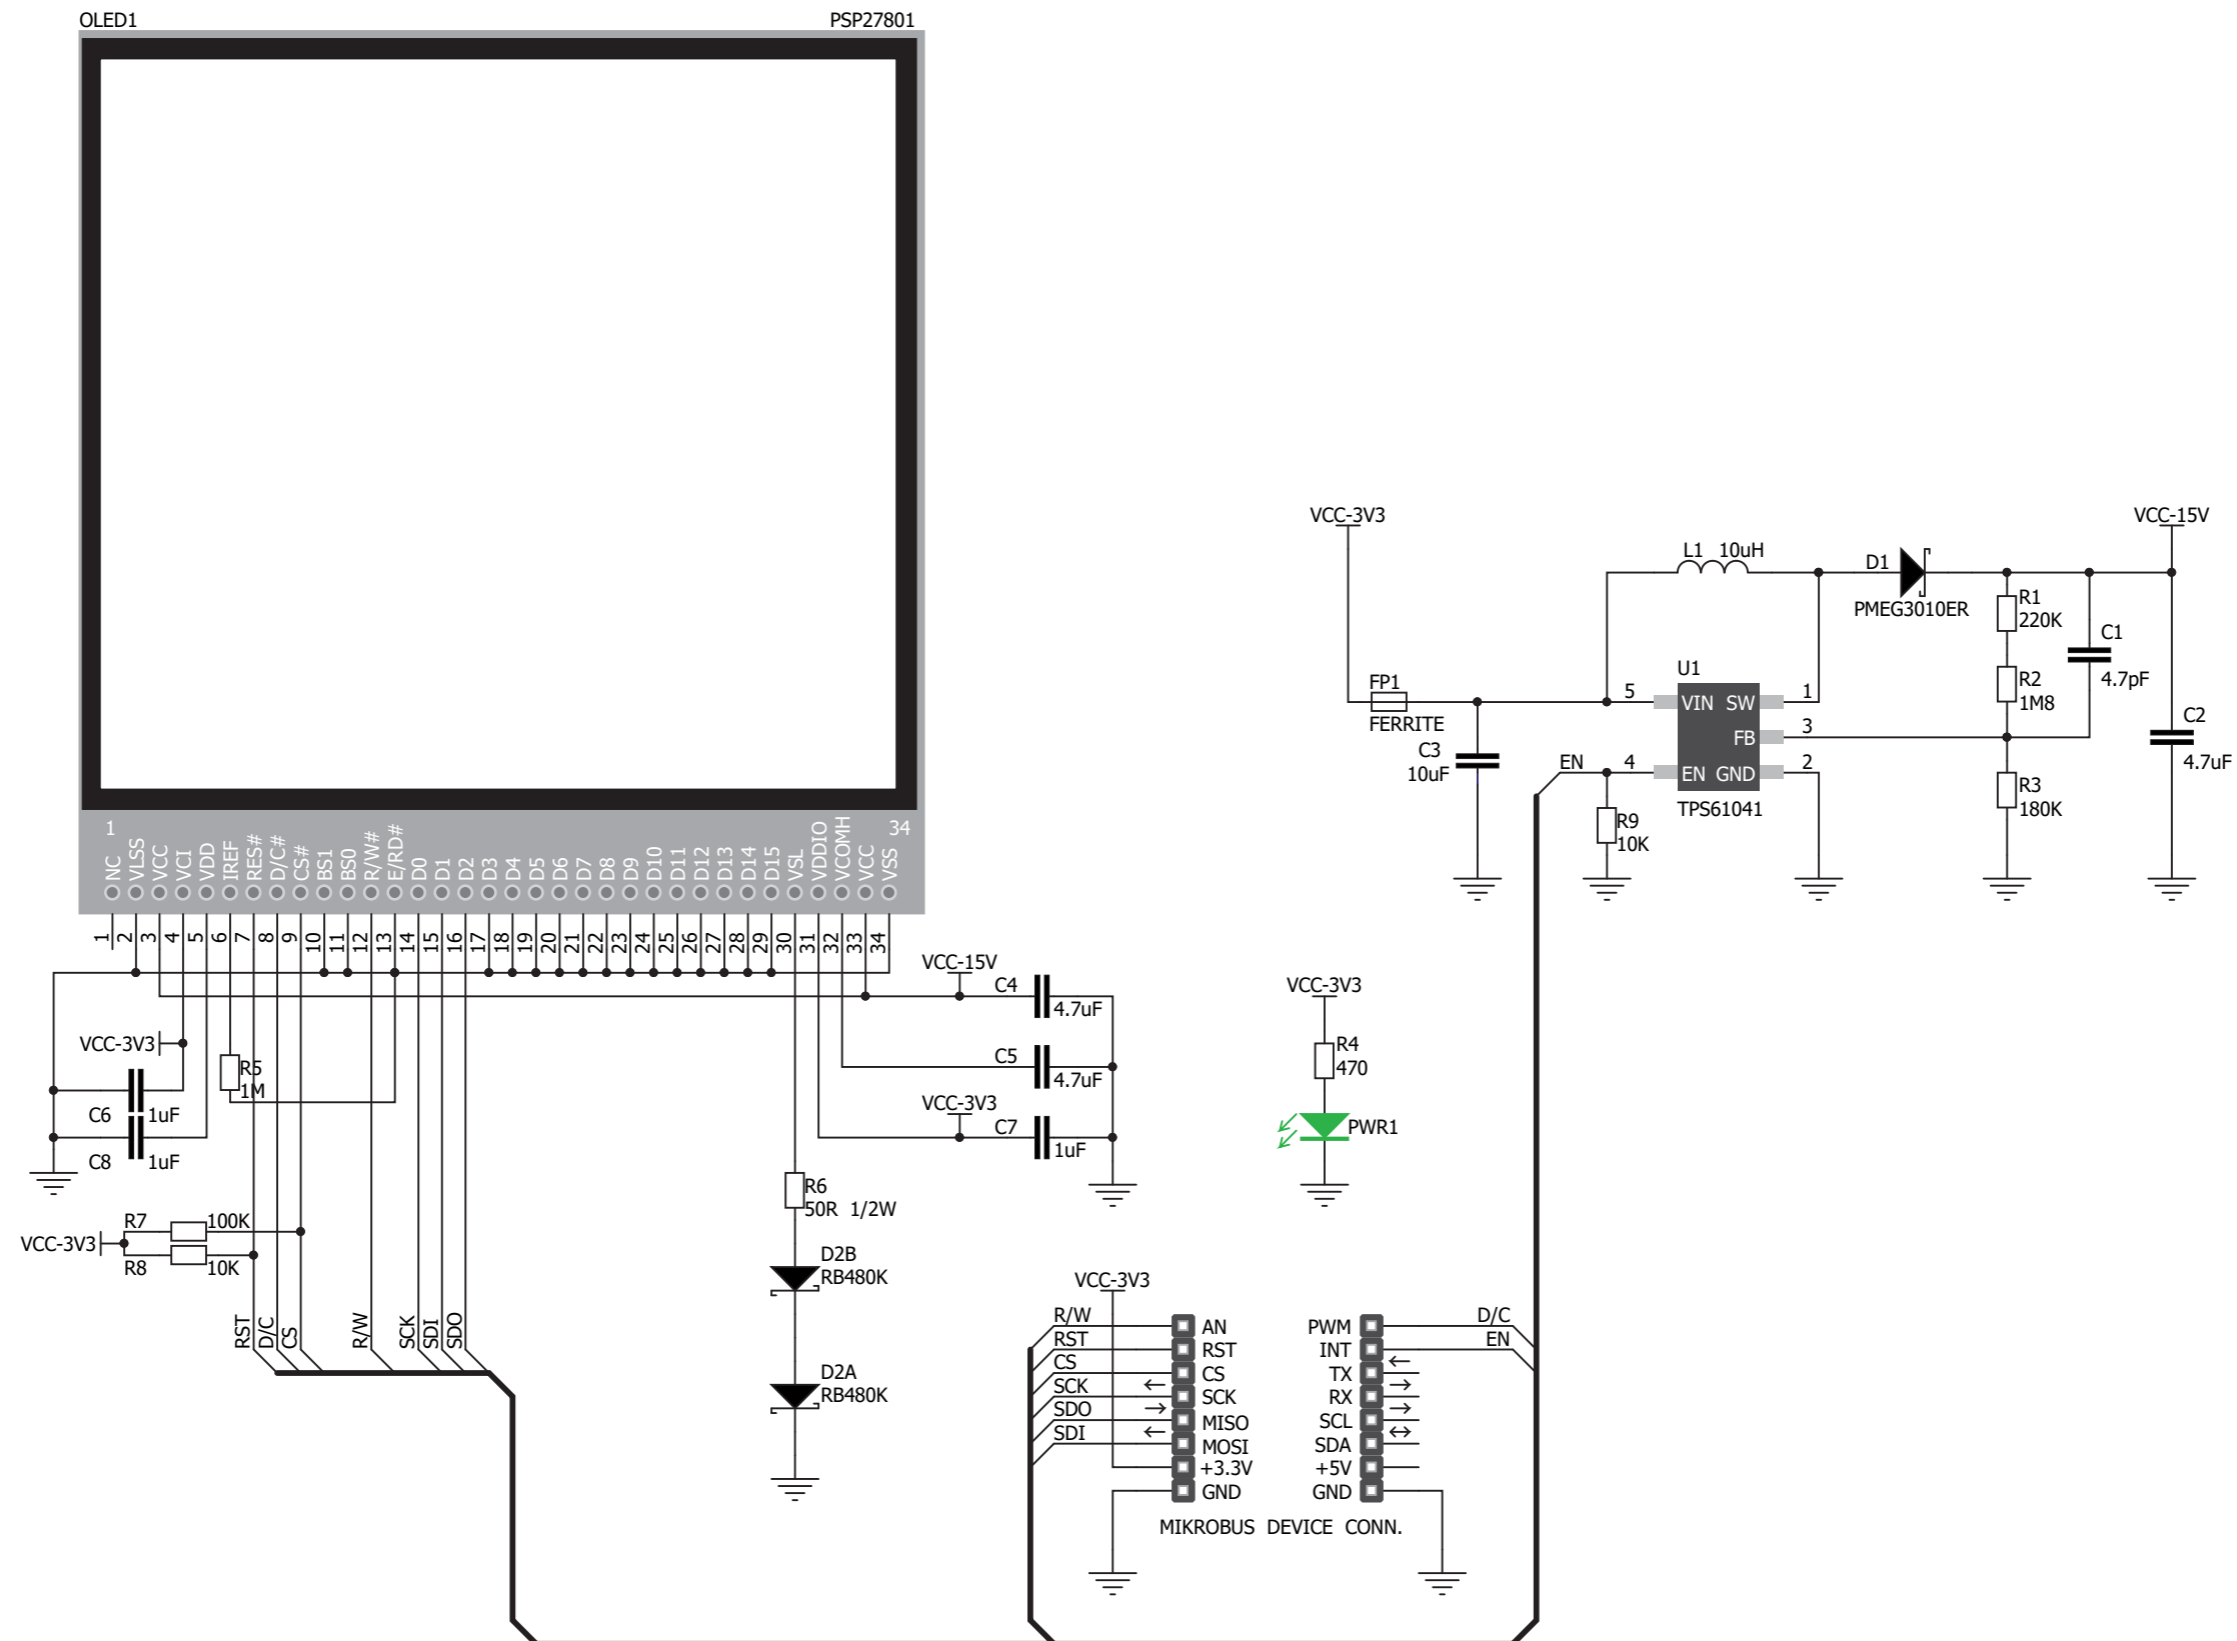 OLED1 PSP27801
1 34
NC
VLSS
VCC
VCI
VDD
IREF
RES#
D/C#
CS#
BS1
BS0
R/W#
E/RD#
D0
D1
D2
D3
D4
D5
D6
D7
D8
D9
D10
D11
D12
D13
D14
D15
VSL
VDDIO
VCOMH
VCC
VSS
1
2
3
4
5
6
7
8
9
10
11
12
13
14
15
16
17
18
19
20
21
22
23
24
25
26
27
28
29
30
31
32
33
34
VCC-3V3
C6 1uF
C8 1uF
R5
1M
VCC-3V3
R7 100K
R8 10K
RST
D/C
CS
R/W
SCK
SDI
SDO
VCC-15V
C4
4.7uF
C5
4.7uF
VCC-3V3
C7
1uF
R6
50R 1/2W
D2B
RB480K
D2A
RB480K
VCC-3V3
R4
470
PWR1
VCC-3V3
FP1
FERRITE
C3
10uF
L1 10uH
D1
PMEG3010ER
VCC-15V
R1
220K
R2
1M8
C1
4.7pF
C2
4.7uF
R3
180K
U1
5 VIN SW 1
FB 3
EN 4 EN GND 2
TPS61041
R9
10K
VCC-3V3
R/W AN PWM D/C
RST RST INT EN
CS CS TX
SCK SCK RX
SDO MISO SCL
SDI MOSI SDA
+3.3V +5V
GND GND
MIKROBUS DEVICE CONN.